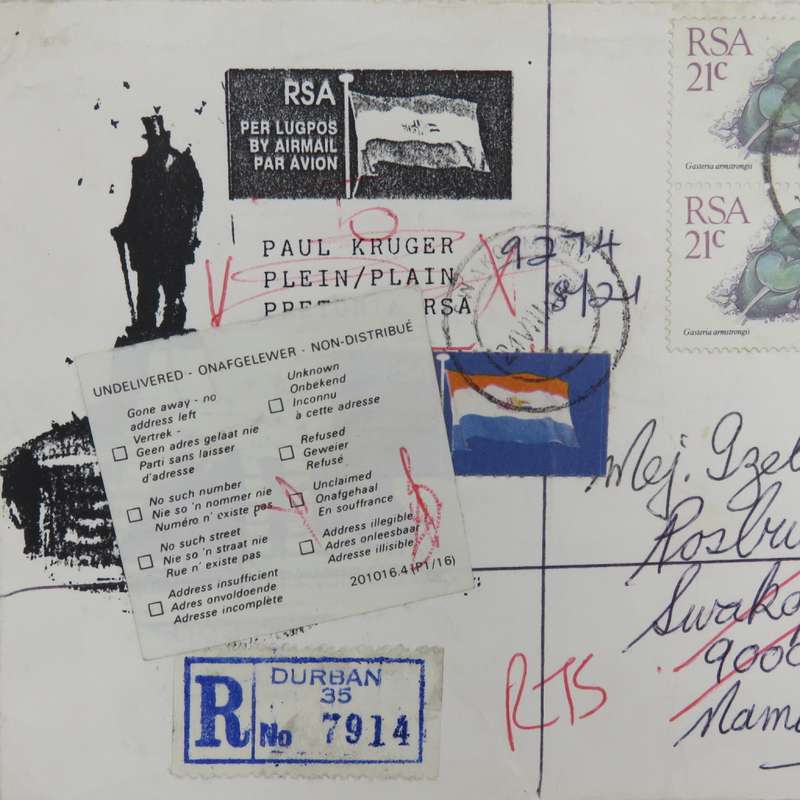 RSA
PER LUGPOS
BY AIRMAIL
PAR AVION
RSA
21c
Gasteria armstrongii
RSA
21c
Gasteria armstrongii
PAUL KRUGER
PLEIN/PLAIN
RSA
9274
8/21
UNDELIVERED - ONAFGELEWER - NON-DISTRIBUÉ
Gone away - no
address left
Vertrek -
Geen adres gelaat nie
Parti sans laisser
d'adresse
No such number
Nie so 'n nommer nie
Numéro n' existe pas
No such street
Nie so 'n straat nie
Rue n' existe pas
Address insufficient
Adres onvoldoende
Adresse incomplète
Unknown
Onbekend
Inconnu
à cette adresse
Refused
Geweier
Refusé
Unclaimed
Onafgehaal
En souffrance
Address illegible
Adres onleesbaar
Adresse illisible
201016.4 (P1/16)
Mej. Izel
Rosbru
Swako
9000
Nami
RTS
R
DURBAN
35
No 7914